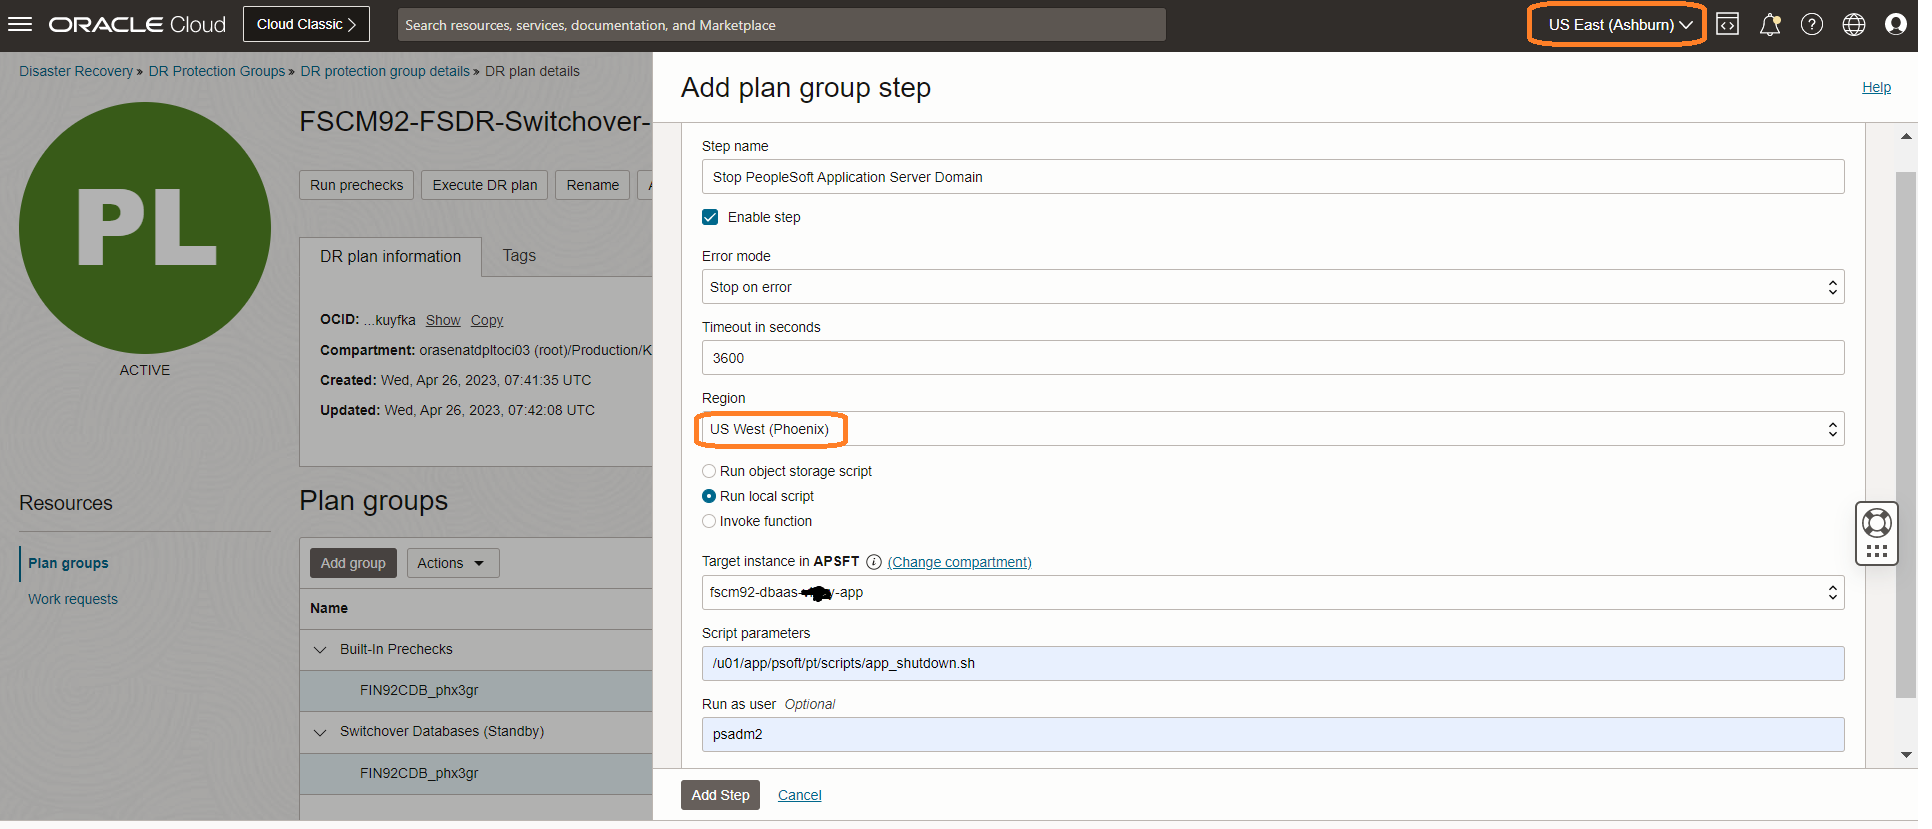 ORACLE Cloud
Cloud Classic
Search resources, services, documentation, and Marketplace
US East (Ashburn)
Disaster Recovery » DR Protection Groups » DR protection group details » DR plan details
PL
ACTIVE
FSCM92-FSDR-Switchover-
Run prechecks
Execute DR plan
Rename
DR plan information
Tags
OCID: ...kuyfka Show Copy
Compartment: orasenatdpltoci03 (root)/Production/K
Created: Wed, Apr 26, 2023, 07:41:35 UTC
Updated: Wed, Apr 26, 2023, 07:42:08 UTC
Resources
Plan groups
Work requests
Plan groups
Add group
Actions
Name
Built-In Prechecks
FIN92CDB_phx3gr
Switchover Databases (Standby)
FIN92CDB_phx3gr
Add plan group step
Help
Step name
Stop PeopleSoft Application Server Domain
Enable step
Error mode
Stop on error
Timeout in seconds
3600
Region
US West (Phoenix)
Run object storage script
Run local script
Invoke function
Target instance in APSFT (Change compartment)
fscm92-dbaas- -app
Script parameters
/u01/app/psoft/pt/scripts/app_shutdown.sh
Run as user Optional
psadm2
Add Step
Cancel